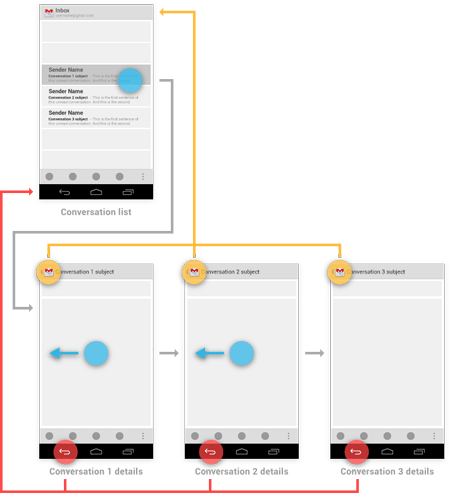 Inbox
Sender Name
Conversation 1 subject - This is the first sentence of
this unread conversation. And this is the second
Sender Name
Conversation 2 subject - This is the first sentence of
this unread conversation. And this is the second
Sender Name
Conversation 3 subject - This is the first sentence of
this unread conversation. And this is the second
Conversation list
Conversation 1 subject
Conversation 2 subject
Conversation 3 subject
Conversation 1 details
Conversation 2 details
Conversation 3 details